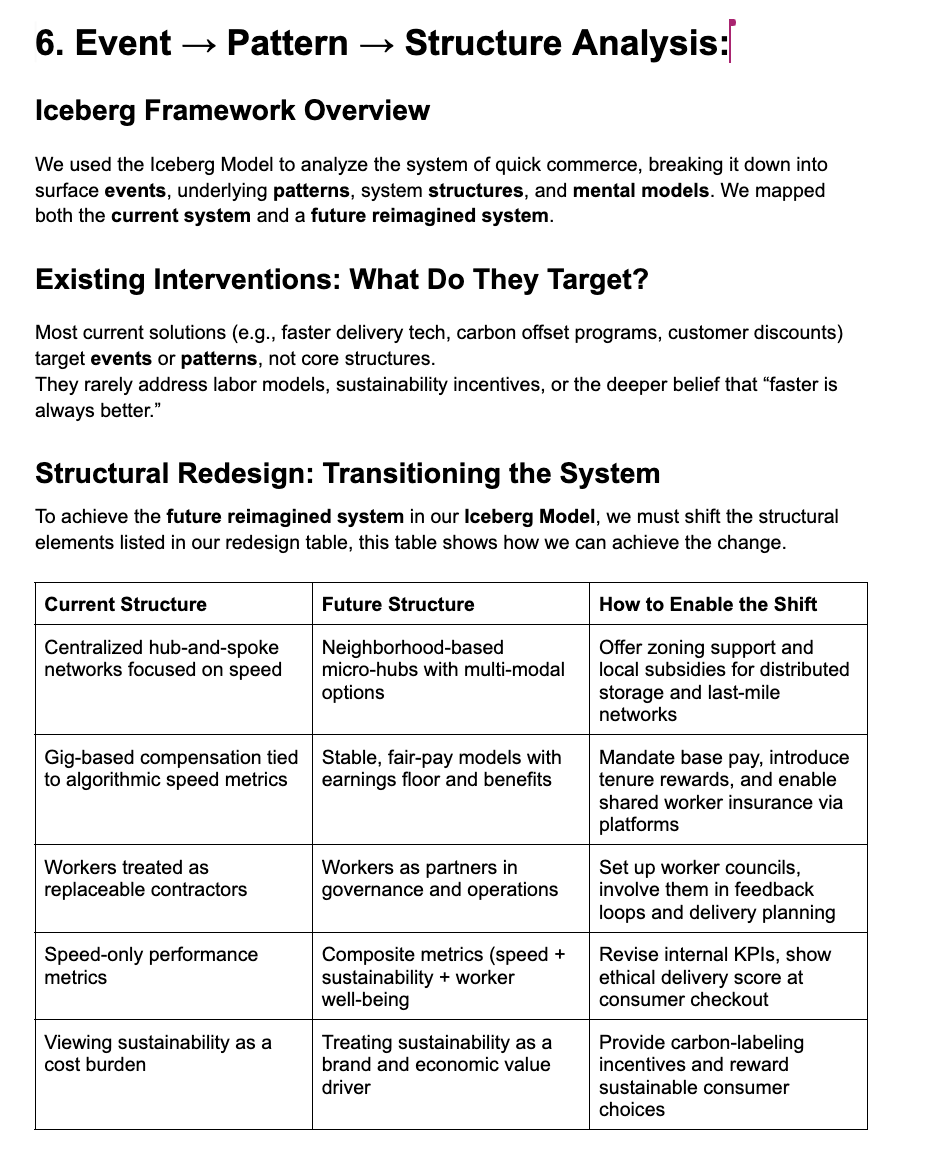 6. Event → Pattern → Structure Analysis:
Iceberg Framework Overview
We used the Iceberg Model to analyze the system of quick commerce, breaking it down into
surface events, underlying patterns, system structures, and mental models. We mapped
both the current system and a future reimagined system.
Existing Interventions: What Do They Target?
Most current solutions (e.g., faster delivery tech, carbon offset programs, customer discounts)
target events or patterns, not core structures.
They rarely address labor models, sustainability incentives, or the deeper belief that “faster is
always better.”
Structural Redesign: Transitioning the System
To achieve the future reimagined system in our Iceberg Model, we must shift the structural
elements listed in our redesign table, this table shows how we can achieve the change.
Current Structure
Future Structure
How to Enable the Shift
Centralized hub-and-spoke
networks focused on speed
Neighborhood-based
micro-hubs with multi-modal
options
Offer zoning support and
local subsidies for distributed
storage and last-mile
networks
Gig-based compensation tied
to algorithmic speed metrics
Stable, fair-pay models with
earnings floor and benefits
Mandate base pay, introduce
tenure rewards, and enable
shared worker insurance via
platforms
Workers treated as
replaceable contractors
Workers as partners in
governance and operations
Set up worker councils,
involve them in feedback
loops and delivery planning
Speed-only performance
metrics
Composite metrics (speed +
sustainability + worker
well-being
Revise internal KPIs, show
ethical delivery score at
consumer checkout
Viewing sustainability as a
cost burden
Treating sustainability as a
brand and economic value
driver
Provide carbon-labeling
incentives and reward
sustainable consumer
choices